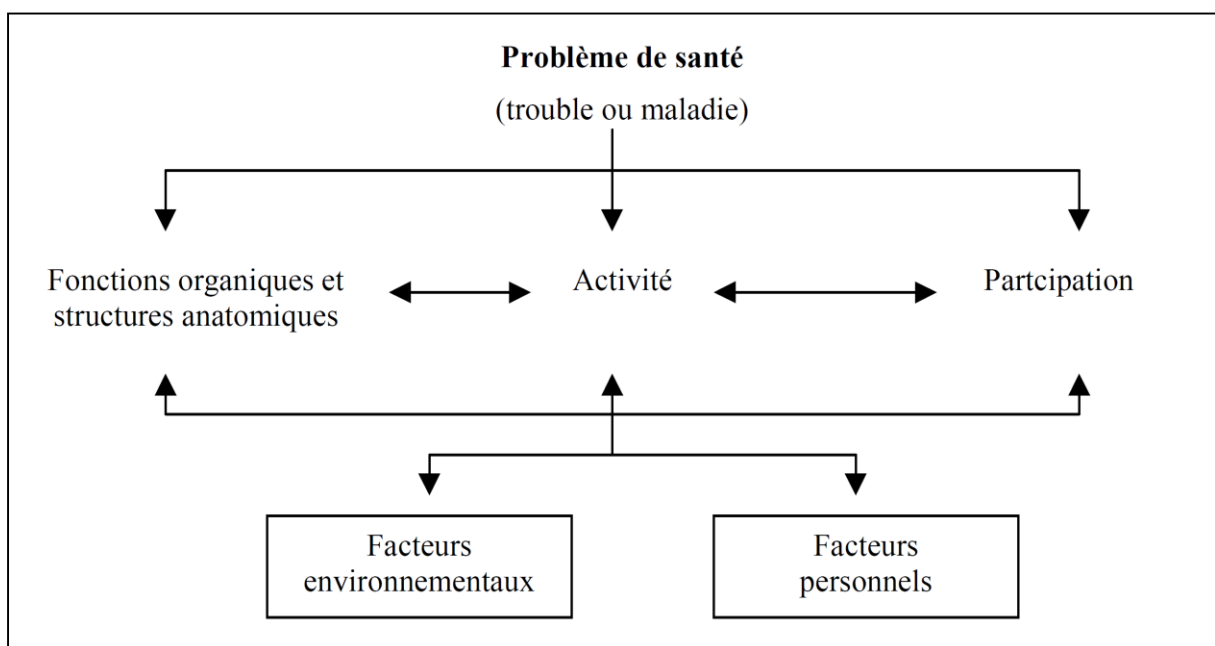 Problème de santé
(trouble ou maladie)
Fonctions organiques et
structures anatomiques
Activité
Partcipation
Facteurs
environnementaux
Facteurs
personnels